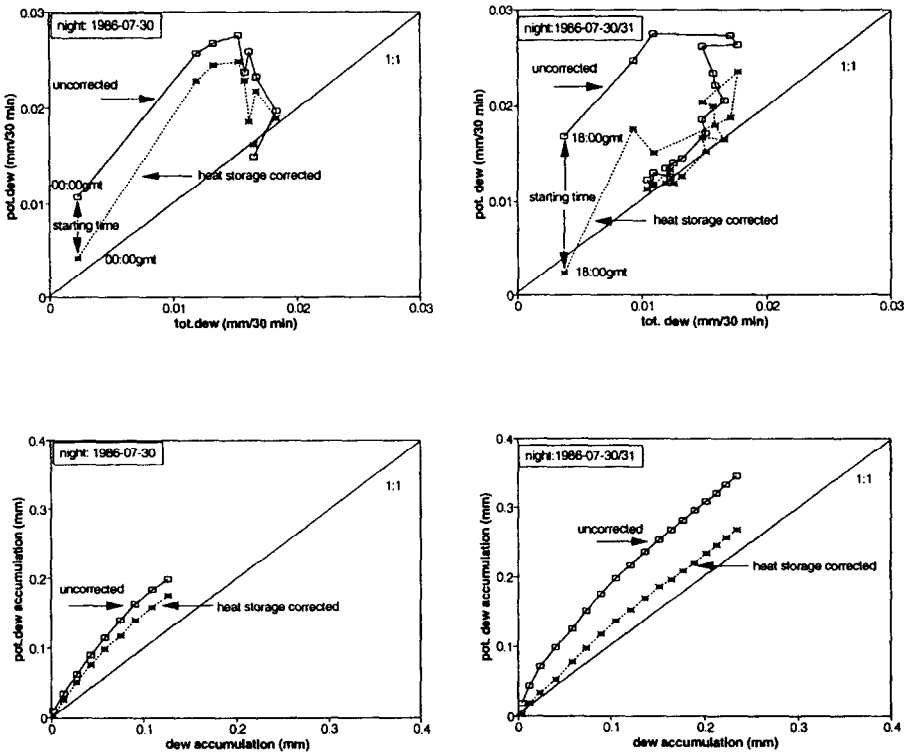 night: 1986-07-30
0.03
1:1
uncorrected
0.02
pot.dew (mm/30 min)
heat storage corrected
00:00gmt
0.01
starting time
00:00gmt
0
0 0.01 0.02 0.03
tot.dew (mm/30 min)
night:1986-07-30/31
0.03
1:1
uncorrected
0.02
pot. dew (mm/30 min)
18:00gmt
0.01
starting time
heat storage corrected
18:00gmt
0
0 0.01 0.02 0.03
tot. dew (mm/30 min)
0.4
night: 1986-07-30
1:1
0.3
pot.dew accumulation (mm)
0.2
uncorrected
heat storage corrected
0.1
0
0 0.1 0.2 0.3 0.4
dew accumulation (mm)
0.4
night:1986-07-30/31
1:1
0.3
uncorrected
pot. dew accumulation (mm)
heat storage corrected
0.2
0.1
0
0 0.1 0.2 0.3 0.4
dew accumulation (mm)